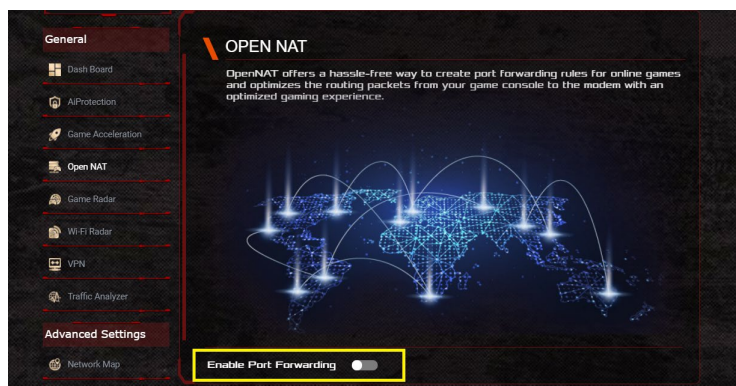 General
Dash Board
AiProtection
Game Acceleration
Open NAT
Game Radar
Wi-Fi Radar
VPN
Traffic Analyzer
Advanced Settings
Network Map
OPEN NAT
OpenNAT offers a hassle-free way to create port forwarding rules for online games
and optimizes the routing packets from your game console to the modem with an
optimized gaming experience.
Enable Port Forwarding